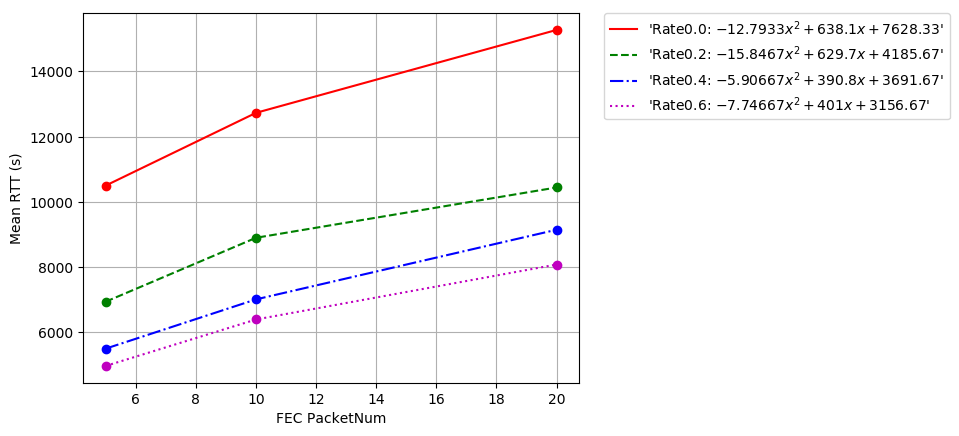 14000
12000
10000
8000
6000
Mean RTT (s)
6 8 10 12 14 16 18 20
FEC PacketNum
'Rate0.0: −12.7933x² + 638.1x + 7628.33'
'Rate0.2: −15.8467x² + 629.7x + 4185.67'
'Rate0.4: −5.90667x² + 390.8x + 3691.67'
'Rate0.6: −7.74667x² + 401x + 3156.67'